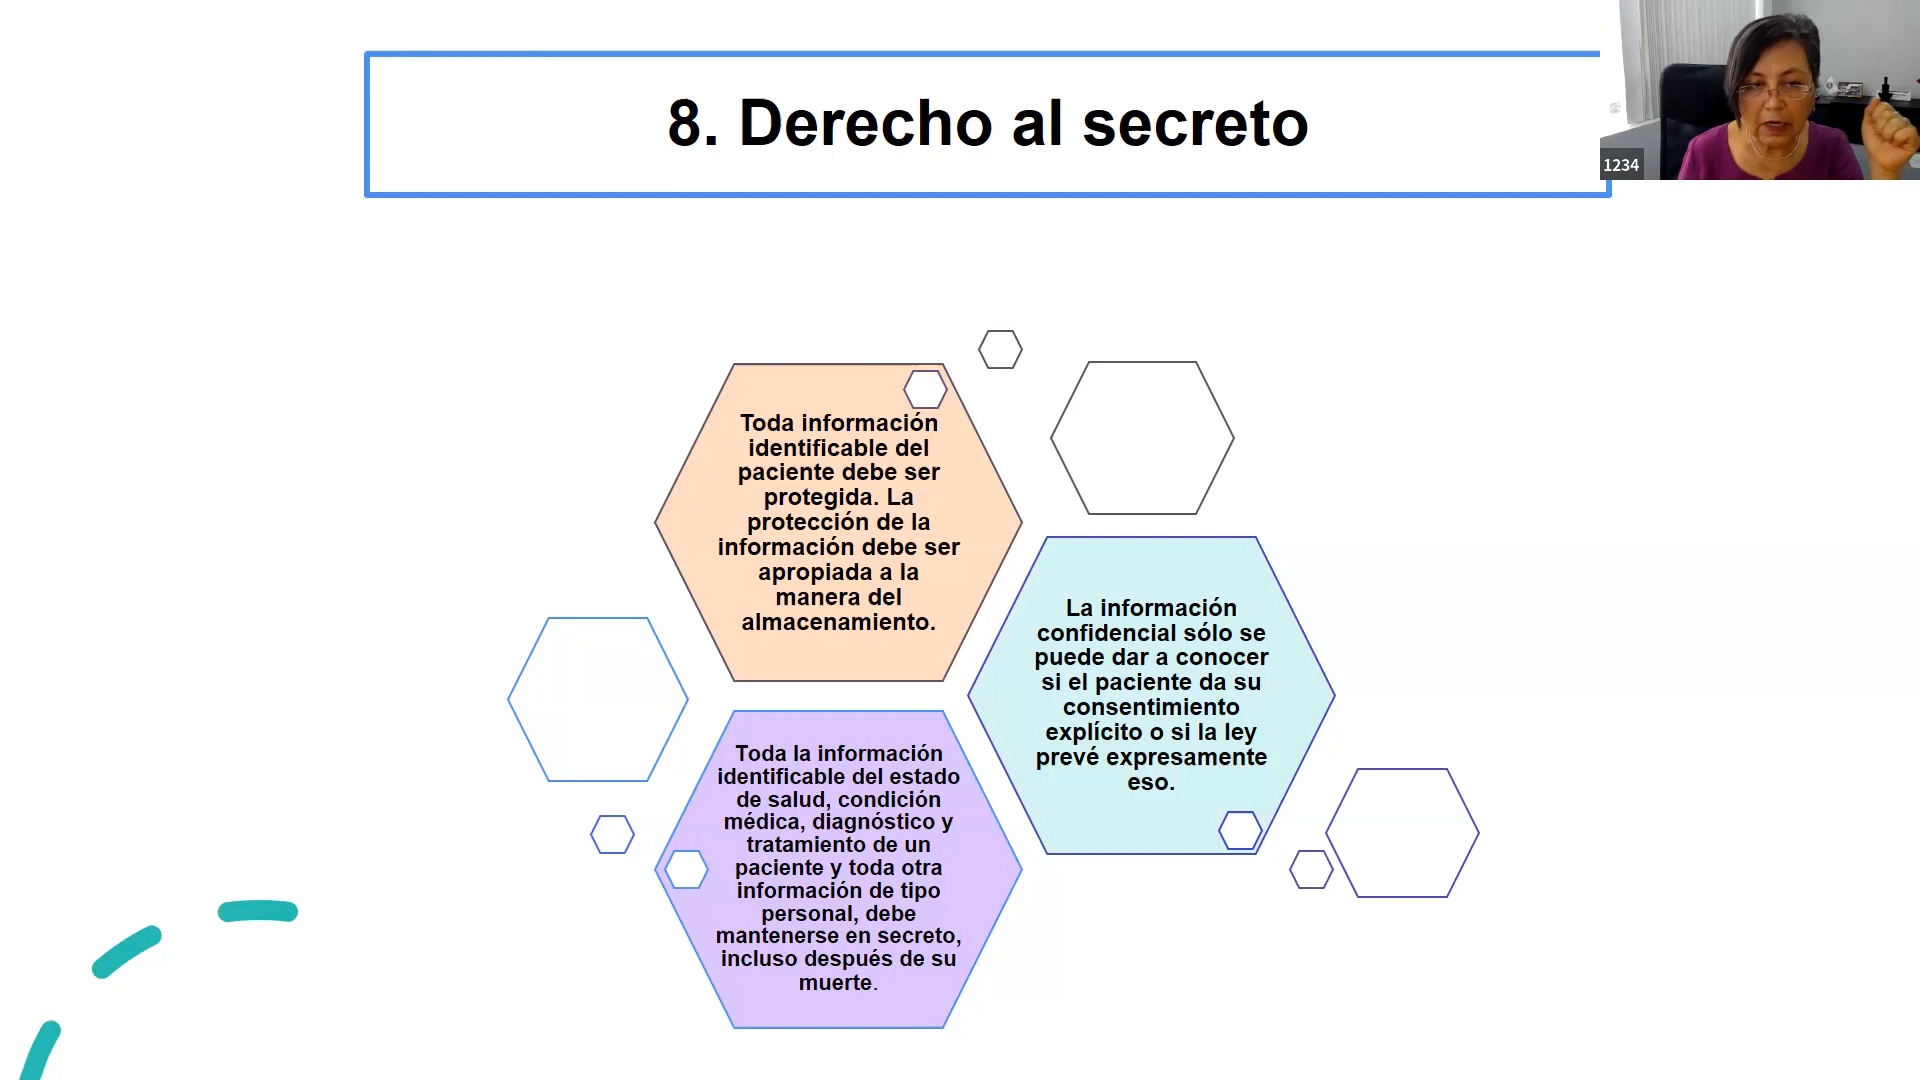 8. Derecho al secreto
1234
Toda información
identificable del
paciente debe ser
protegida. La
protección de la
información debe ser
apropiada a la
manera del
almacenamiento.
La información
confidencial sólo se
puede dar a conocer
si el paciente da su
consentimiento
explícito o si la ley
prevé expresamente
eso.
Toda la información
identificable del estado
de salud, condición
médica, diagnóstico y
tratamiento de un
paciente y toda otra
información de tipo
personal, debe
mantenerse en secreto,
incluso después de su
muerte.